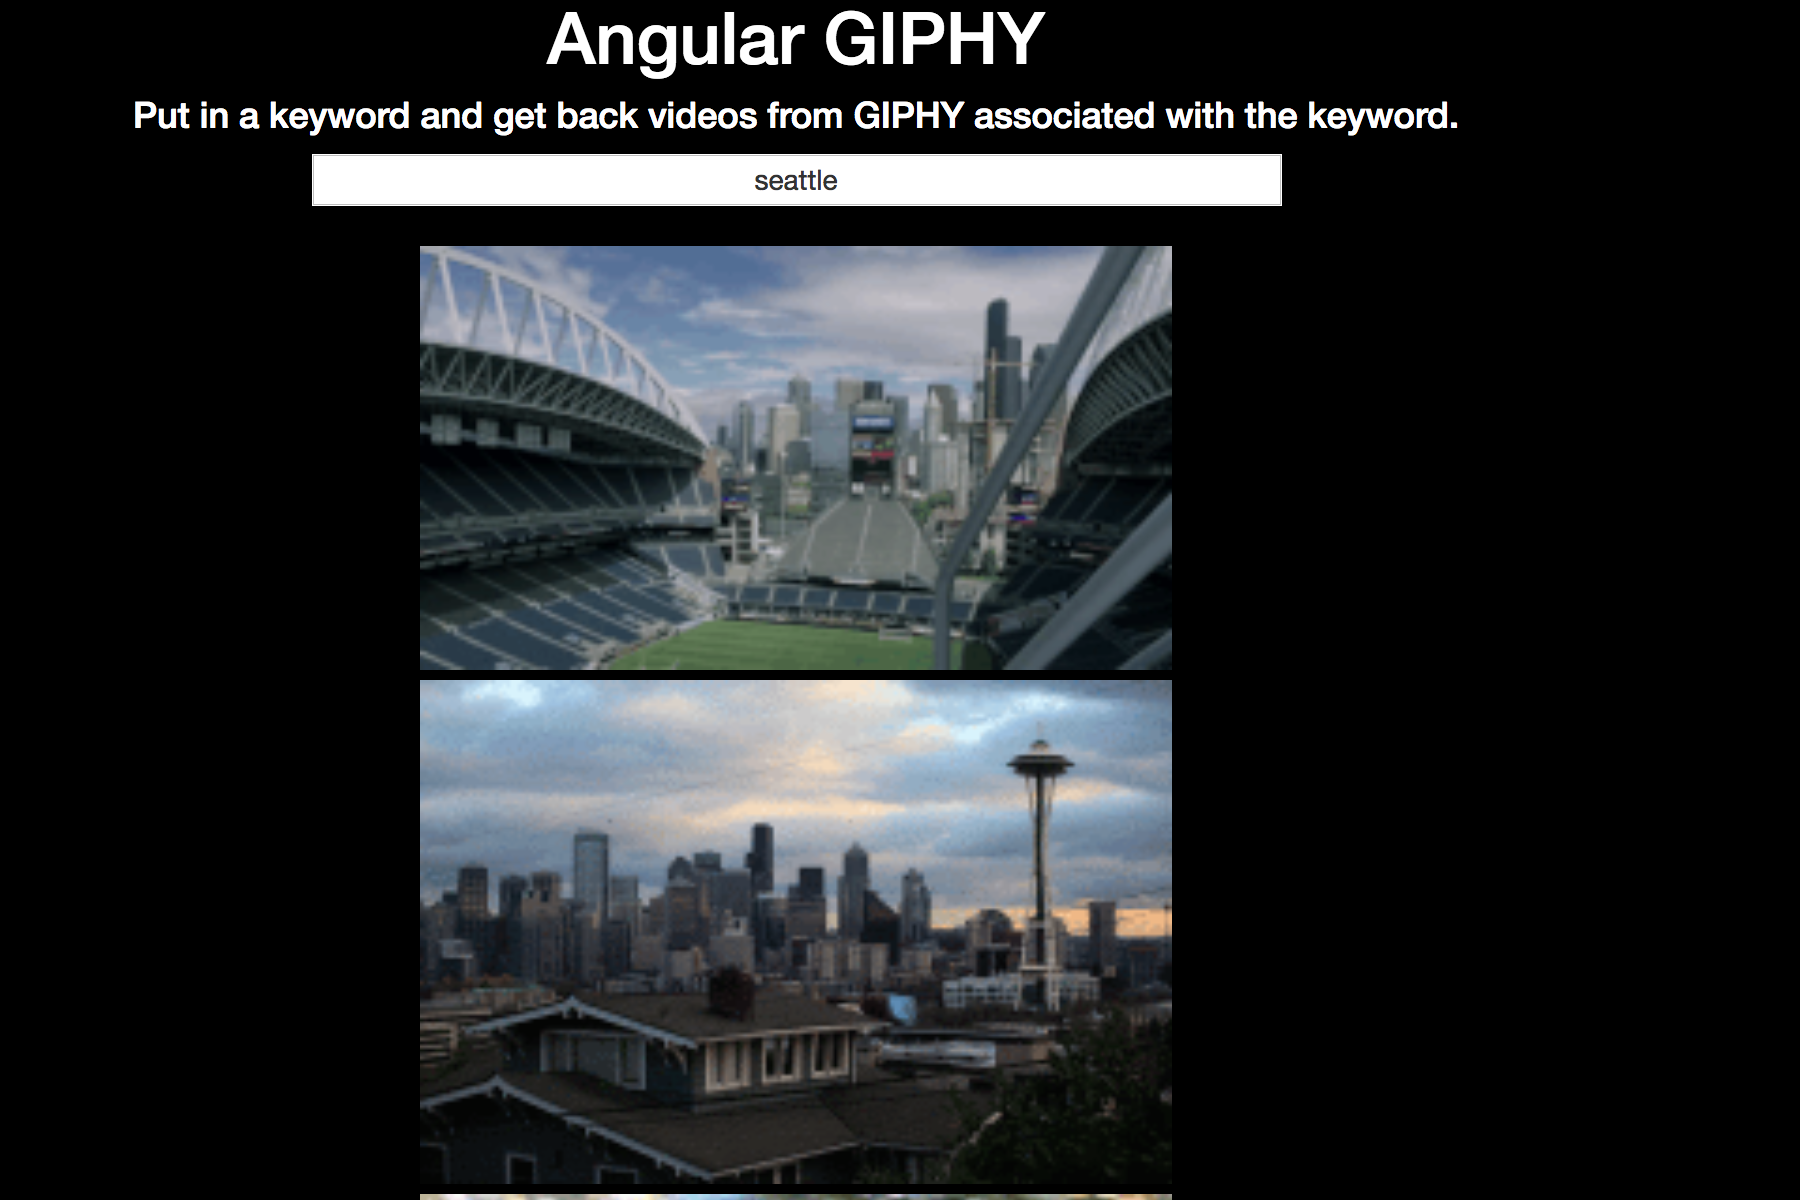 Angular GIPHY
Put in a keyword and get back videos from GIPHY associated with the keyword.
seattle